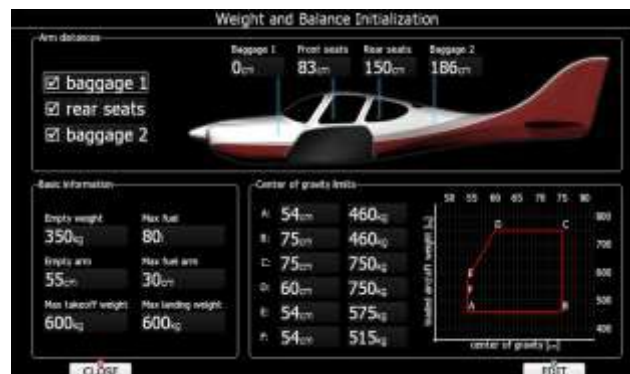 Weight and Balance Initialization
Arm distances
Baggage 1 Front seats Rear seats Baggage 2
0cm 83cm 150cm 186cm
baggage 1
rear seats
baggage 2
Basic information
Empty weight Max fuel
350kg 80l
Empty arm Max fuel arm
55cm 30cm
Max takeoff weight Max landing weight
600kg 600kg
Center of gravity limits
A: 54cm 460kg
B: 75cm 460kg
C: 75cm 750kg
D: 60cm 750kg
E: 54cm 575kg
F: 54cm 515kg
50 55 60 65 70 75 80
800
700
600
500
400
D C
E
F
A B
loaded aircraft weight [kg]
center of gravity [cm]
CLOSE EDIT